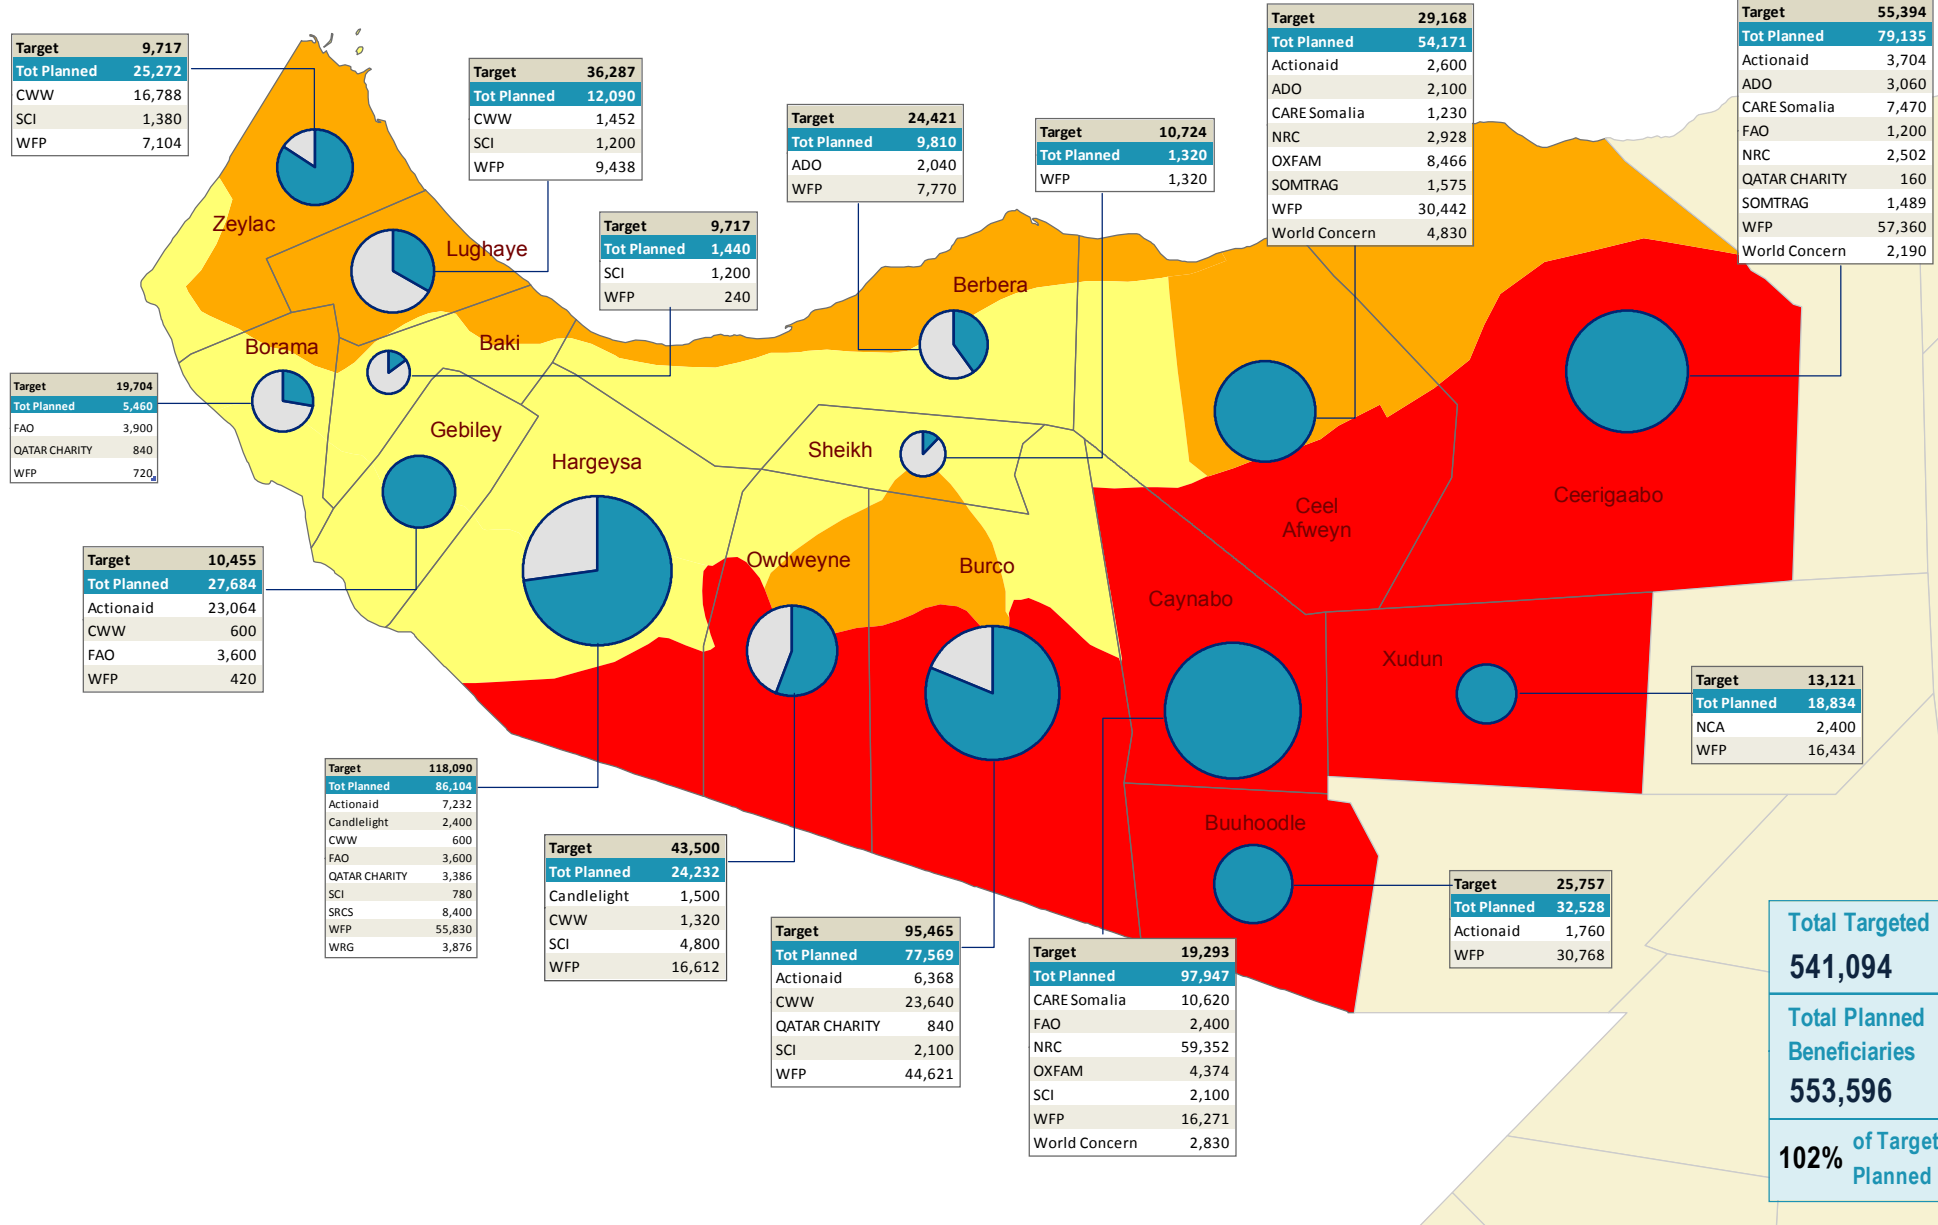 Target 9,717
Tot Planned 25,272
CWW 16,788
SCI 1,380
WFP 7,104
Target 36,287
Tot Planned 12,090
CWW 1,452
SCI 1,200
WFP 9,438
Target 9,717
Tot Planned 1,440
SCI 1,200
WFP 240
Target 24,421
Tot Planned 9,810
ADO 2,040
WFP 7,770
Target 10,724
Tot Planned 1,320
WFP 1,320
Target 29,168
Tot Planned 54,171
Actionaid 2,600
ADO 2,100
CARE Somalia 1,230
NRC 2,928
OXFAM 8,466
SOMTRAG 1,575
WFP 30,442
World Concern 4,830
Target 55,394
Tot Planned 79,135
Actionaid 3,704
ADO 3,060
CARE Somalia 7,470
FAO 1,200
NRC 2,502
QATAR CHARITY 160
SOMTRAG 1,489
WFP 57,360
World Concern 2,190
Zeylac
Lughaye
Berbera
Borama
Baki
Gebiley
Hargeysa
Sheikh
Owdweyne
Burco
Ceel
Afweyn
Ceerigaabo
Caynabo
Xudun
Buuhoodle
Target 19,704
Tot Planned 5,460
FAO 3,900
QATAR CHARITY 840
WFP 720
Target 10,455
Tot Planned 27,684
Actionaid 23,064
CWW 600
FAO 3,600
WFP 420
Target 118,090
Tot Planned 86,104
Actionaid 7,232
Candlelight 2,400
CWW 600
FAO 3,600
QATAR CHARITY 3,386
SCI 780
SRCS 8,400
WFP 55,830
WRG 3,876
Target 43,500
Tot Planned 24,232
Candlelight 1,500
CWW 1,320
SCI 4,800
WFP 16,612
Target 95,465
Tot Planned 77,569
Actionaid 6,368
CWW 23,640
QATAR CHARITY 840
SCI 2,100
WFP 44,621
Target 19,293
Tot Planned 97,947
CARE Somalia 10,620
FAO 2,400
NRC 59,352
OXFAM 4,374
SCI 2,100
WFP 16,271
World Concern 2,830
Target 13,121
Tot Planned 18,834
NCA 2,400
WFP 16,434
Target 25,757
Tot Planned 32,528
Actionaid 1,760
WFP 30,768
Total Targeted
541,094
Total Planned
Beneficiaries
553,596
102% of Target
Planned